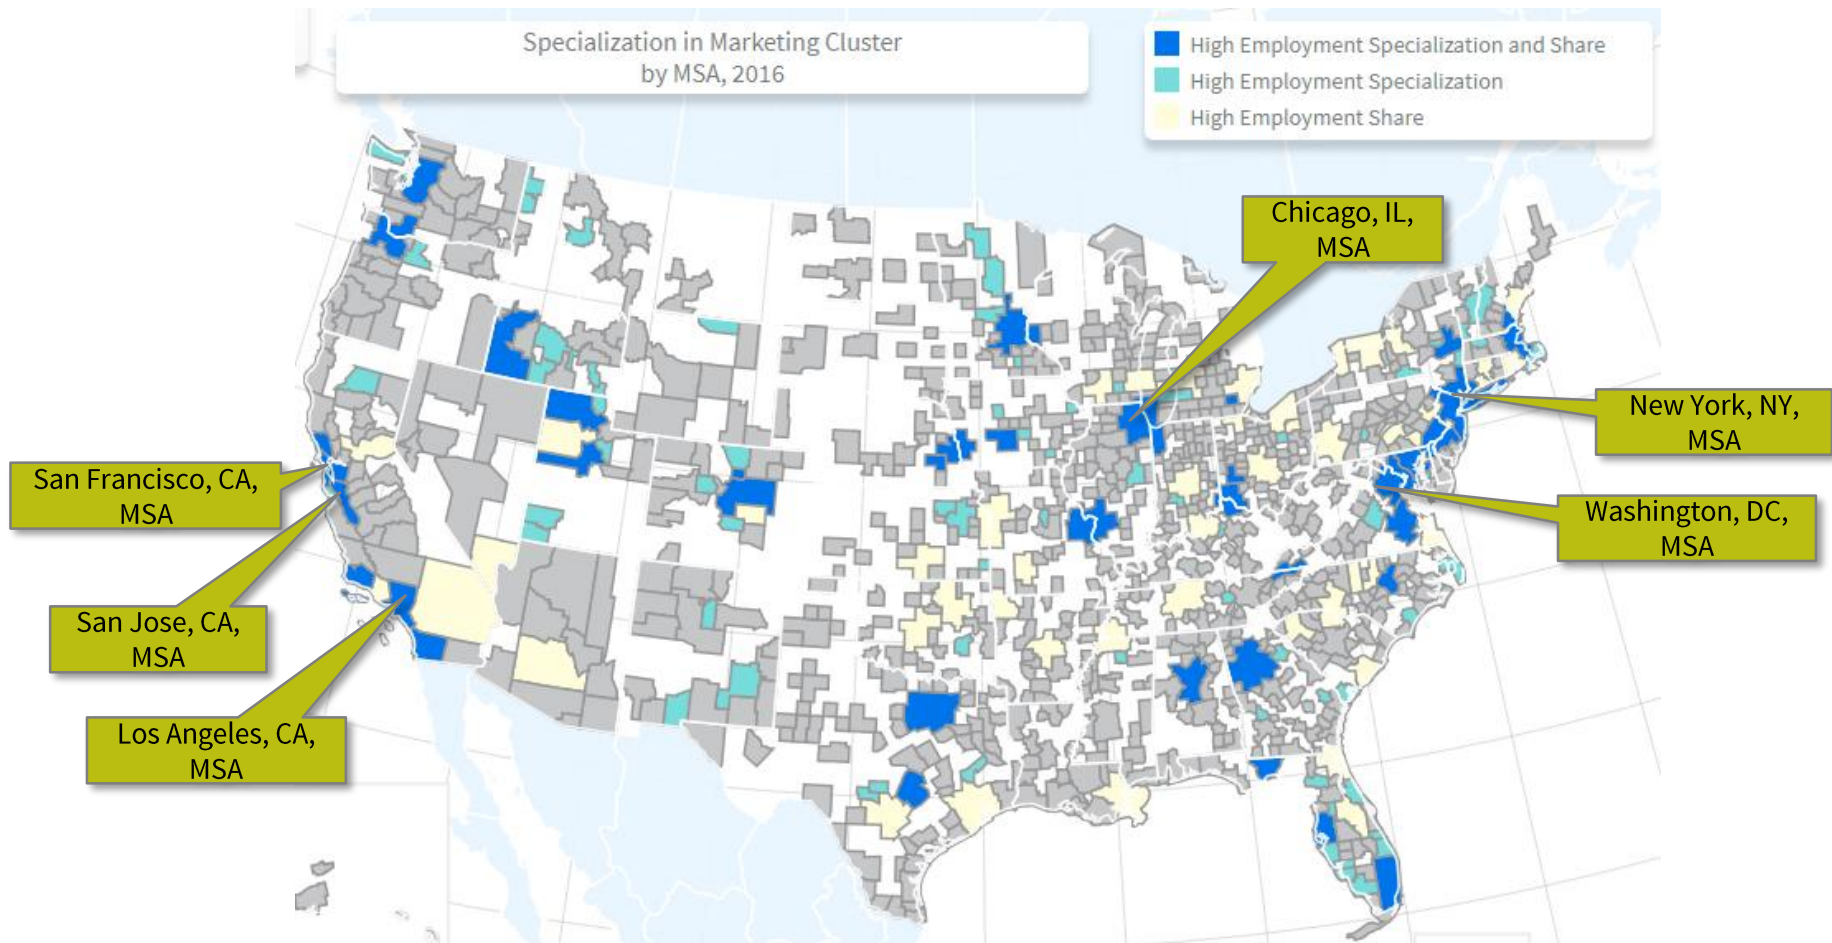 Specialization in Marketing Cluster
by MSA, 2016
High Employment Specialization and Share
High Employment Specialization
High Employment Share
Chicago, IL,
MSA
New York, NY,
MSA
San Francisco, CA,
MSA
Washington, DC,
MSA
San Jose, CA,
MSA
Los Angeles, CA,
MSA